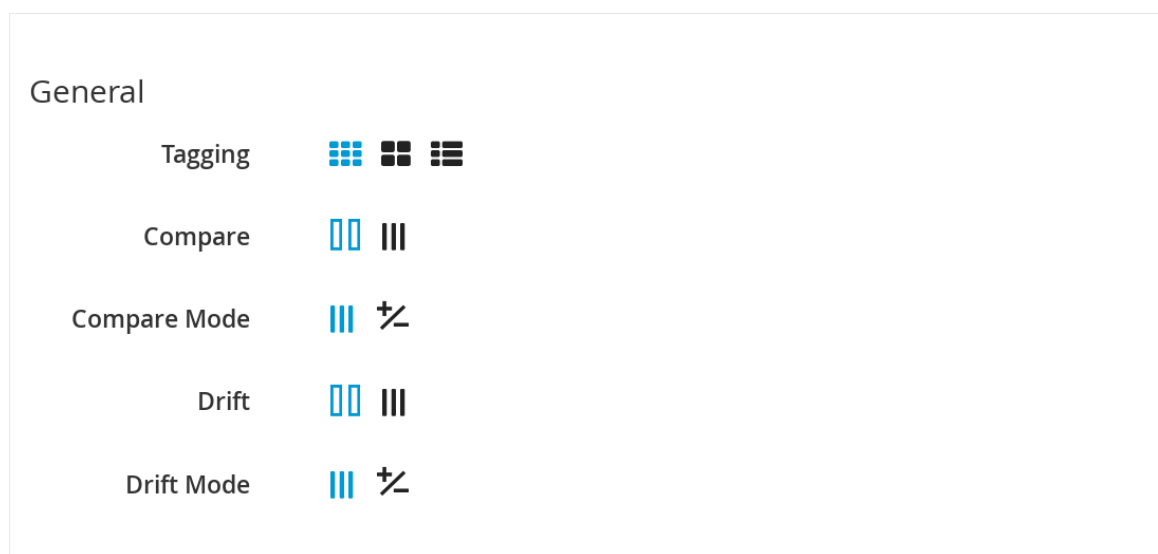 General
Tagging
Compare
Compare Mode
Drift
Drift Mode